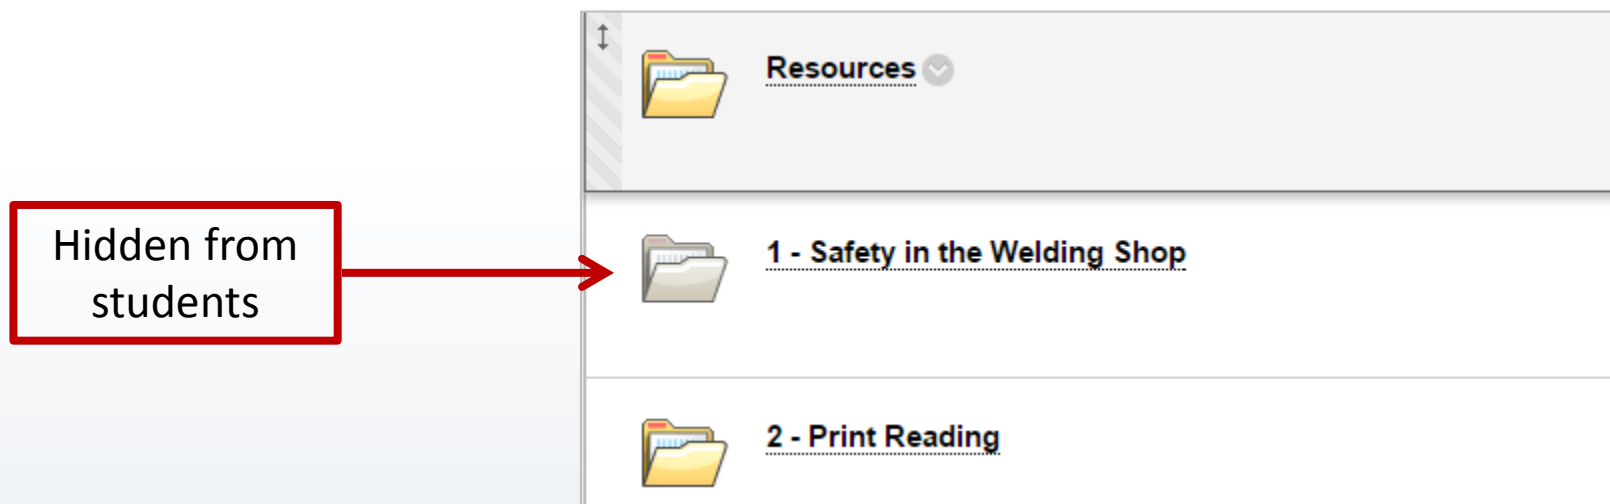 Resources
Hidden from
students
1 - Safety in the Welding Shop
2 - Print Reading